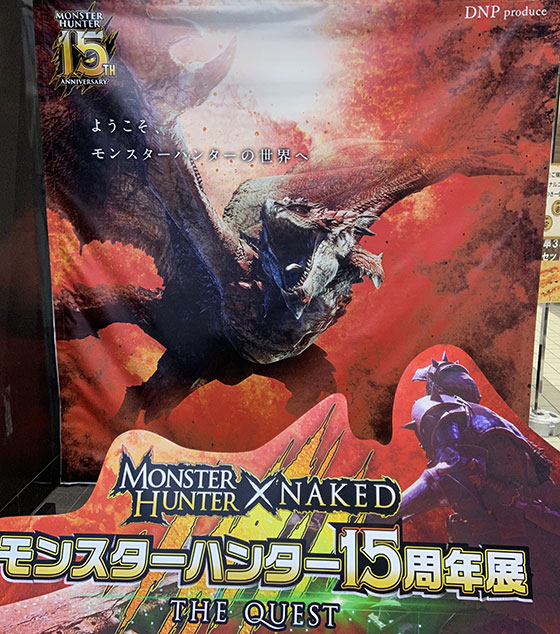 MONSTER HUNTER
15TH
ANNIVERSARY
DNP produce
ようこそ、
モンスターハンターの世界へ
MONSTER
HUNTER × NAKED
モンスターハンター15周年展
THE QUEST